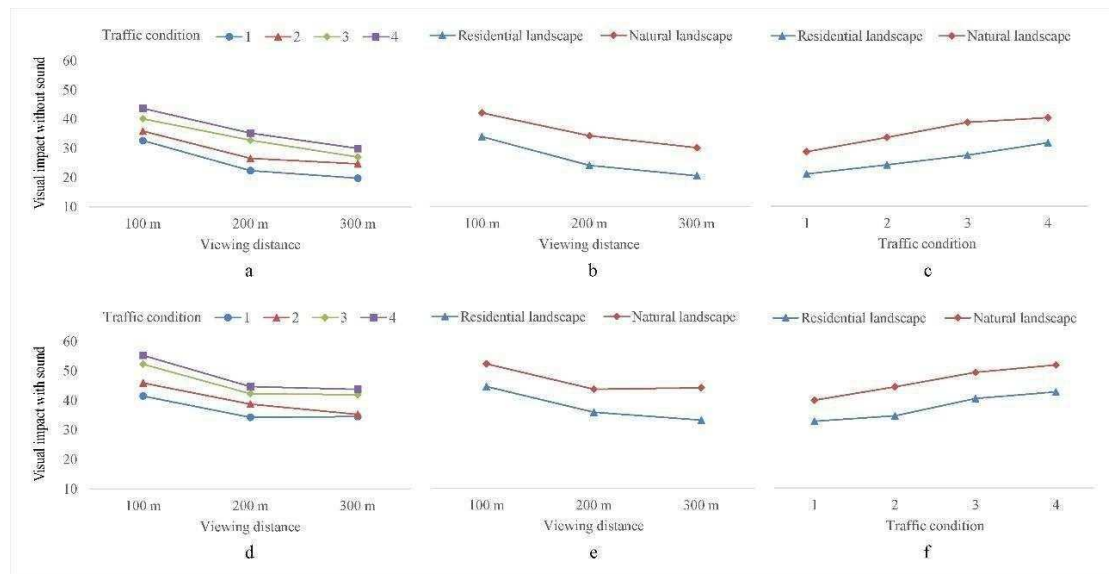 Traffic condition 1 2 3 4
Residential landscape Natural landscape
Residential landscape Natural landscape
Visual impact without sound
60
50
40
30
20
10
100 m 200 m 300 m
Viewing distance
a
100 m 200 m 300 m
Viewing distance
b
1 2 3 4
Traffic condition
c
Traffic condition 1 2 3 4
Residential landscape Natural landscape
Residential landscape Natural landscape
Visual impact with sound
60
50
40
30
20
10
100 m 200 m 300 m
Viewing distance
d
100 m 200 m 300 m
Viewing distance
e
1 2 3 4
Traffic condition
f